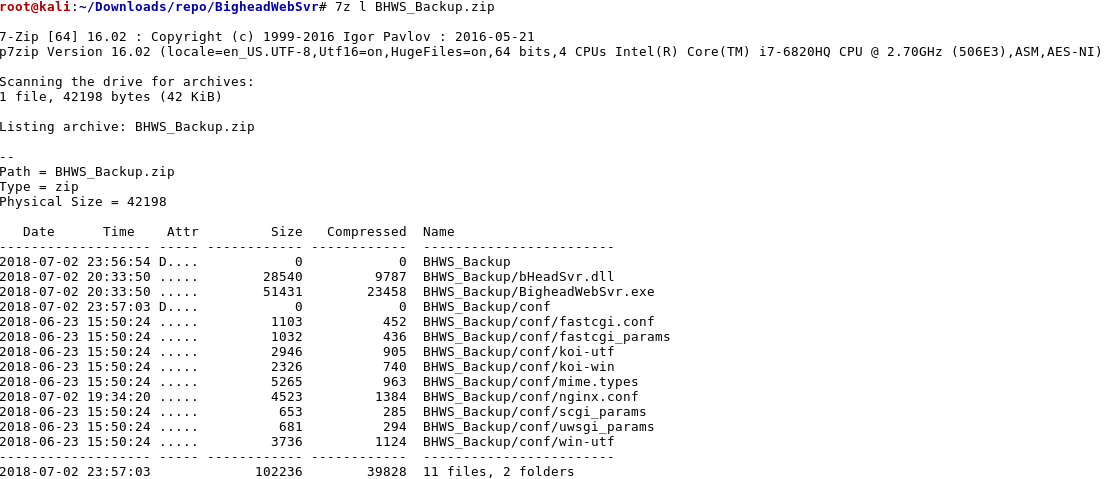 root@kali:~/Downloads/repo/BigheadWebSvr# 7z l BHWS_Backup.zip
7-Zip [64] 16.02 : Copyright (c) 1999-2016 Igor Pavlov : 2016-05-21
p7zip Version 16.02 (locale=en_US.UTF-8,Utf16=on,HugeFiles=on,64 bits,4 CPUs Intel(R) Core(TM) i7-6820HQ CPU @ 2.70GHz (506E3),ASM,AES-NI)
Scanning the drive for archives:
1 file, 42198 bytes (42 KiB)
Listing archive: BHWS_Backup.zip
--
Path = BHWS_Backup.zip
Type = zip
Physical Size = 42198
   Date      Time    Attr         Size   Compressed  Name
------------------- ----- ------------ ------------  ------------------------
2018-07-02 23:56:54 D....            0            0  BHWS_Backup
2018-07-02 20:33:50 .....        28540         9787  BHWS_Backup/bHeadSvr.dll
2018-07-02 20:33:50 .....        51431        23458  BHWS_Backup/BigheadWebSvr.exe
2018-07-02 23:57:03 D....            0            0  BHWS_Backup/conf
2018-06-23 15:50:24 .....         1103          452  BHWS_Backup/conf/fastcgi.conf
2018-06-23 15:50:24 .....         1032          436  BHWS_Backup/conf/fastcgi_params
2018-06-23 15:50:24 .....         2946          905  BHWS_Backup/conf/koi-utf
2018-06-23 15:50:24 .....         2326          740  BHWS_Backup/conf/koi-win
2018-06-23 15:50:24 .....         5265          963  BHWS_Backup/conf/mime.types
2018-07-02 19:34:20 .....         4523         1384  BHWS_Backup/conf/nginx.conf
2018-06-23 15:50:24 .....          653          285  BHWS_Backup/conf/scgi_params
2018-06-23 15:50:24 .....          681          294  BHWS_Backup/conf/uwsgi_params
2018-06-23 15:50:24 .....         3736         1124  BHWS_Backup/conf/win-utf
------------------- ----- ------------ ------------  ------------------------
2018-07-02 23:57:03             102236        39828  11 files, 2 folders